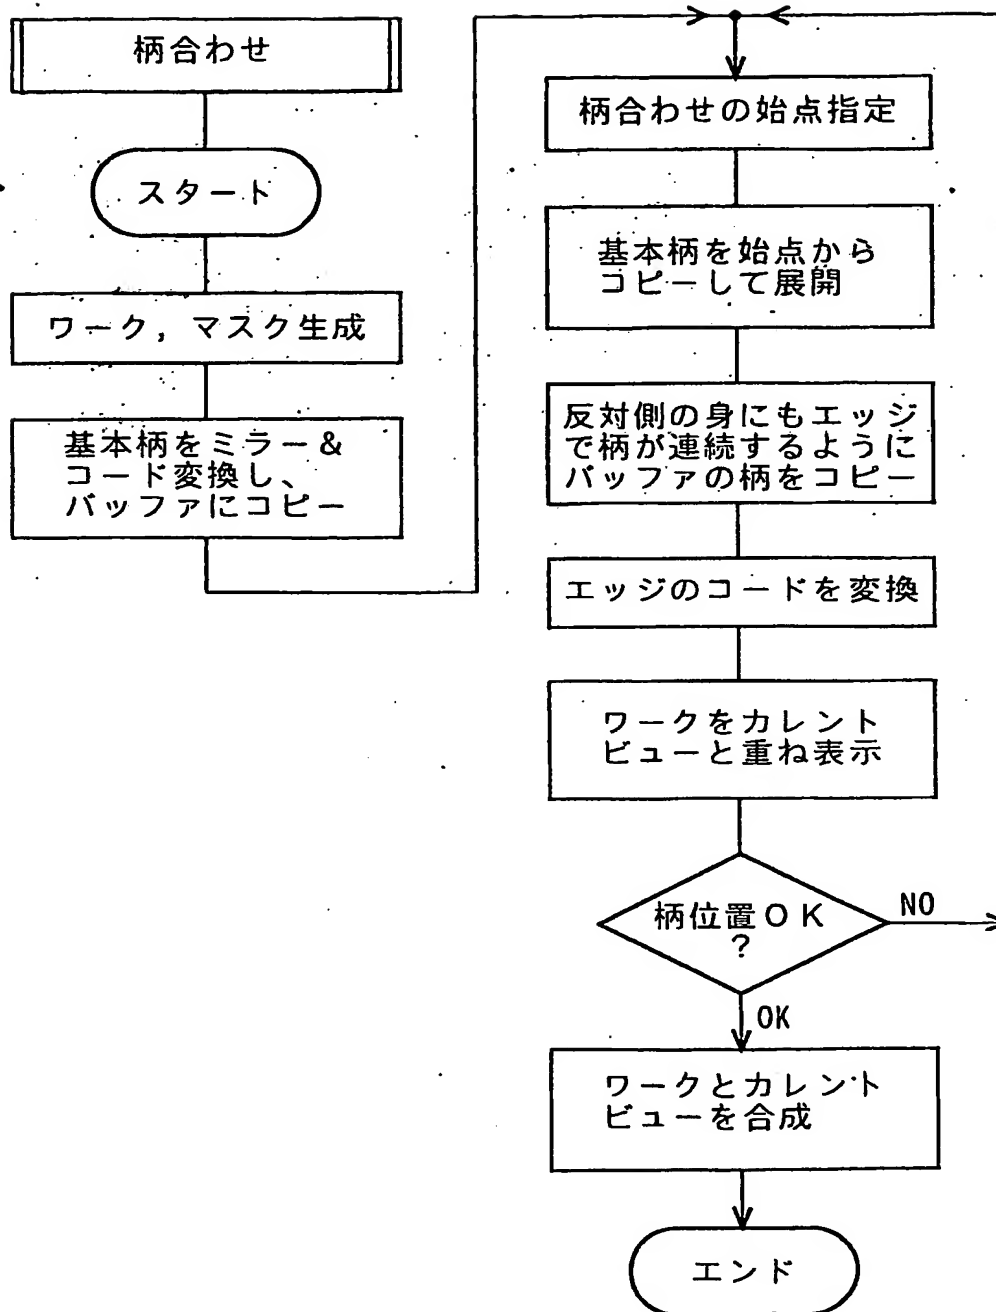 柄合わせ
スタート
ワーク，マスク生成
基本柄をミラー＆
コード変換し、
バッファにコピー
柄合わせの始点指定
基本柄を始点から
コピーして展開
反対側の身にもエッジ
で柄が連続するように
バッファの柄をコピー
エッジのコードを変換
ワークをカレント
ビューと重ね表示
柄位置ＯＫ
？
NO
OK
ワークとカレント
ビューを合成
エンド